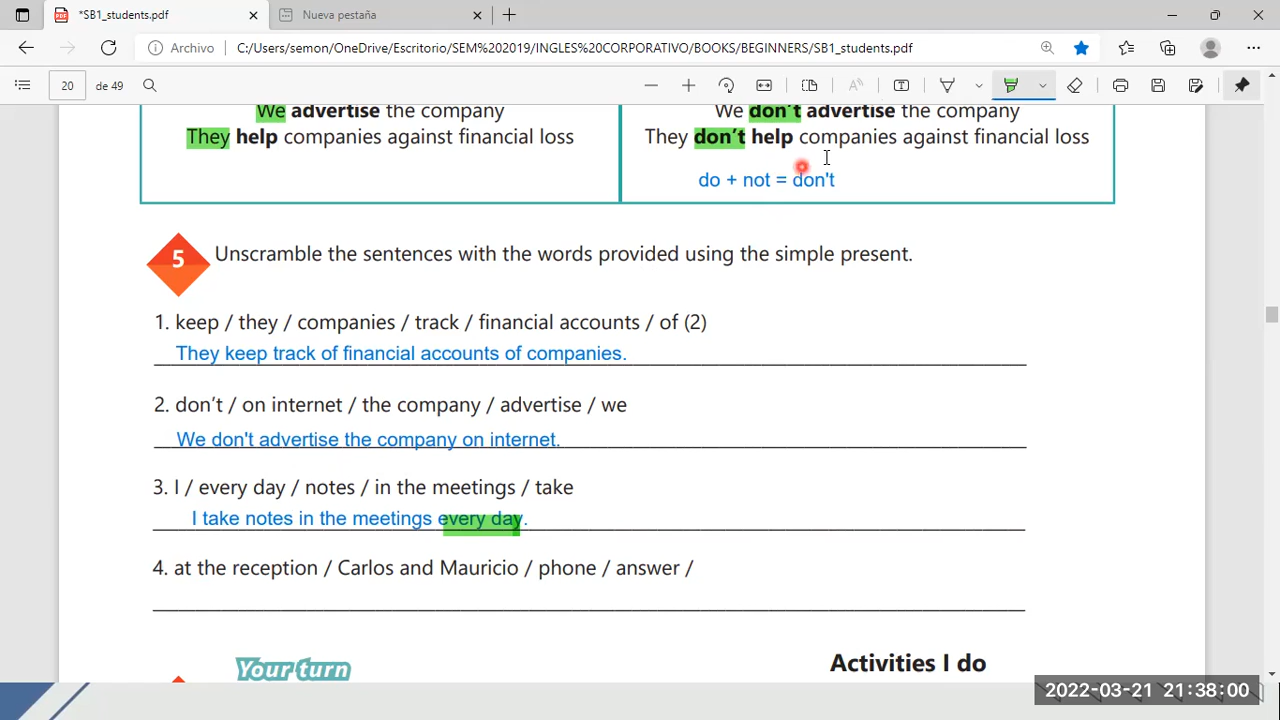 *SB1_students.pdf
Nueva pestaña
Archivo
C:/Users/semon/OneDrive/Escritorio/SEM%202019/INGLES%20CORPORATIVO/BOOKS/BEGINNERS/SB1_students.pdf
20 de 49
We advertise the company
They help companies against financial loss
We don't advertise the company
They don't help companies against financial loss
do + not = don't
5
Unscramble the sentences with the words provided using the simple present.
1. keep / they / companies / track / financial accounts / of (2)
They keep track of financial accounts of companies.
2. don't / on internet / the company / advertise / we
We don't advertise the company on internet.
3. I / every day / notes / in the meetings / take
I take notes in the meetings every day.
4. at the reception / Carlos and Mauricio / phone / answer /
Your turn
Activities I do
2022-03-21 21:38:00